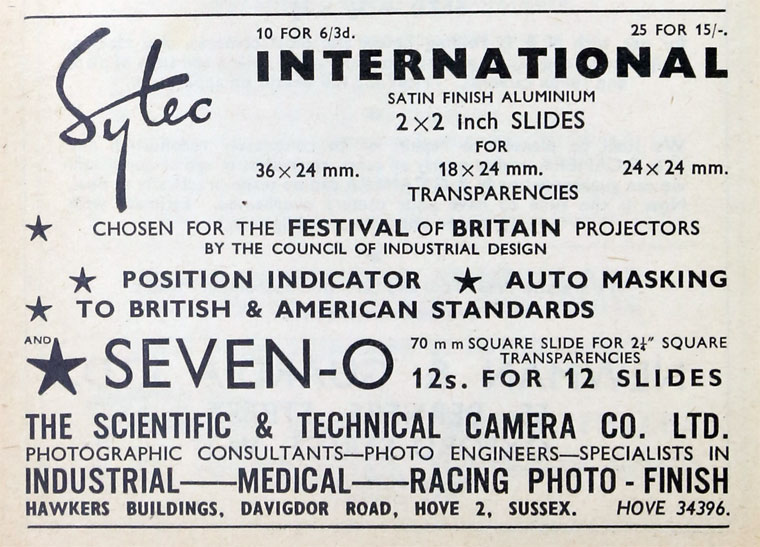 10 FOR 6/3d. 25 FOR 15/-.
Sytec INTERNATIONAL
SATIN FINISH ALUMINIUM
2×2 inch SLIDES
FOR
36×24 mm. 18×24 mm. 24×24 mm.
TRANSPARENCIES
★ CHOSEN FOR THE FESTIVAL OF BRITAIN PROJECTORS
BY THE COUNCIL OF INDUSTRIAL DESIGN
★ POSITION INDICATOR ★ AUTO MASKING
★ TO BRITISH & AMERICAN STANDARDS
AND
★ SEVEN-O 70 mm SQUARE SLIDE FOR 2¼" SQUARE
TRANSPARENCIES
12s. FOR 12 SLIDES
THE SCIENTIFIC & TECHNICAL CAMERA CO. LTD.
PHOTOGRAPHIC CONSULTANTS—PHOTO ENGINEERS—SPECIALISTS IN
INDUSTRIAL——MEDICAL——RACING PHOTO-FINISH
HAWKERS BUILDINGS, DAVIGDOR ROAD, HOVE 2, SUSSEX. HOVE 34396.